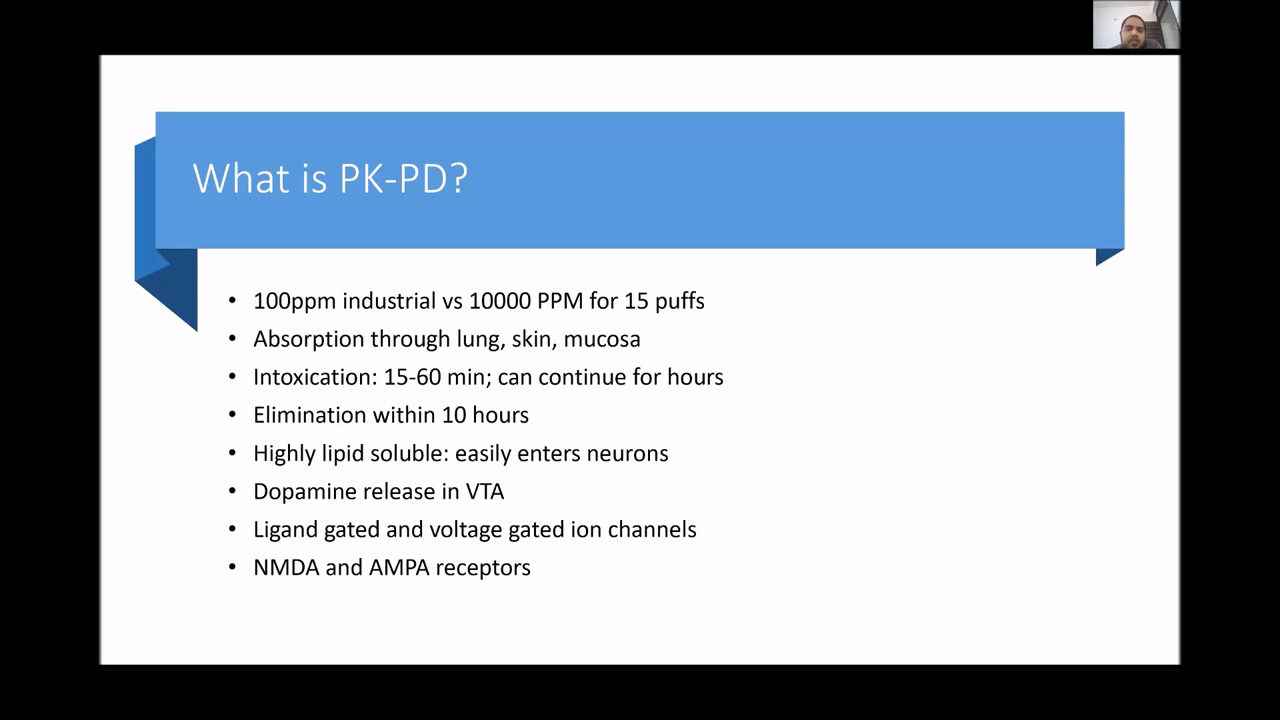 What is PK-PD?
• 100ppm industrial vs 10000 PPM for 15 puffs
• Absorption through lung, skin, mucosa
• Intoxication: 15-60 min; can continue for hours
• Elimination within 10 hours
• Highly lipid soluble: easily enters neurons
• Dopamine release in VTA
• Ligand gated and voltage gated ion channels
• NMDA and AMPA receptors